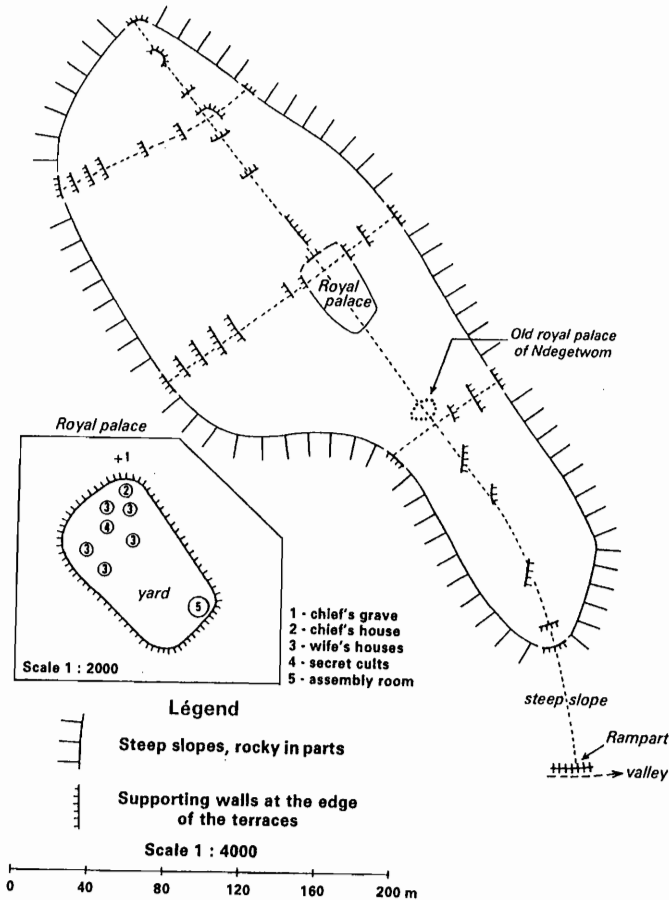 Royal
palace
Old royal palace
of Ndegetwom
Royal palace
+1
2
3
3
4
3
3
3
yard
5
Scale 1 : 2000
1 - chief's grave
2 - chief's house
3 - wife's houses
4 - secret cults
5 - assembly room
steep slope
Rampart
valley
Légend
Steep slopes, rocky in parts
Supporting walls at the edge
of the terraces
Scale 1 : 4000
0 40 80 120 160 200 m